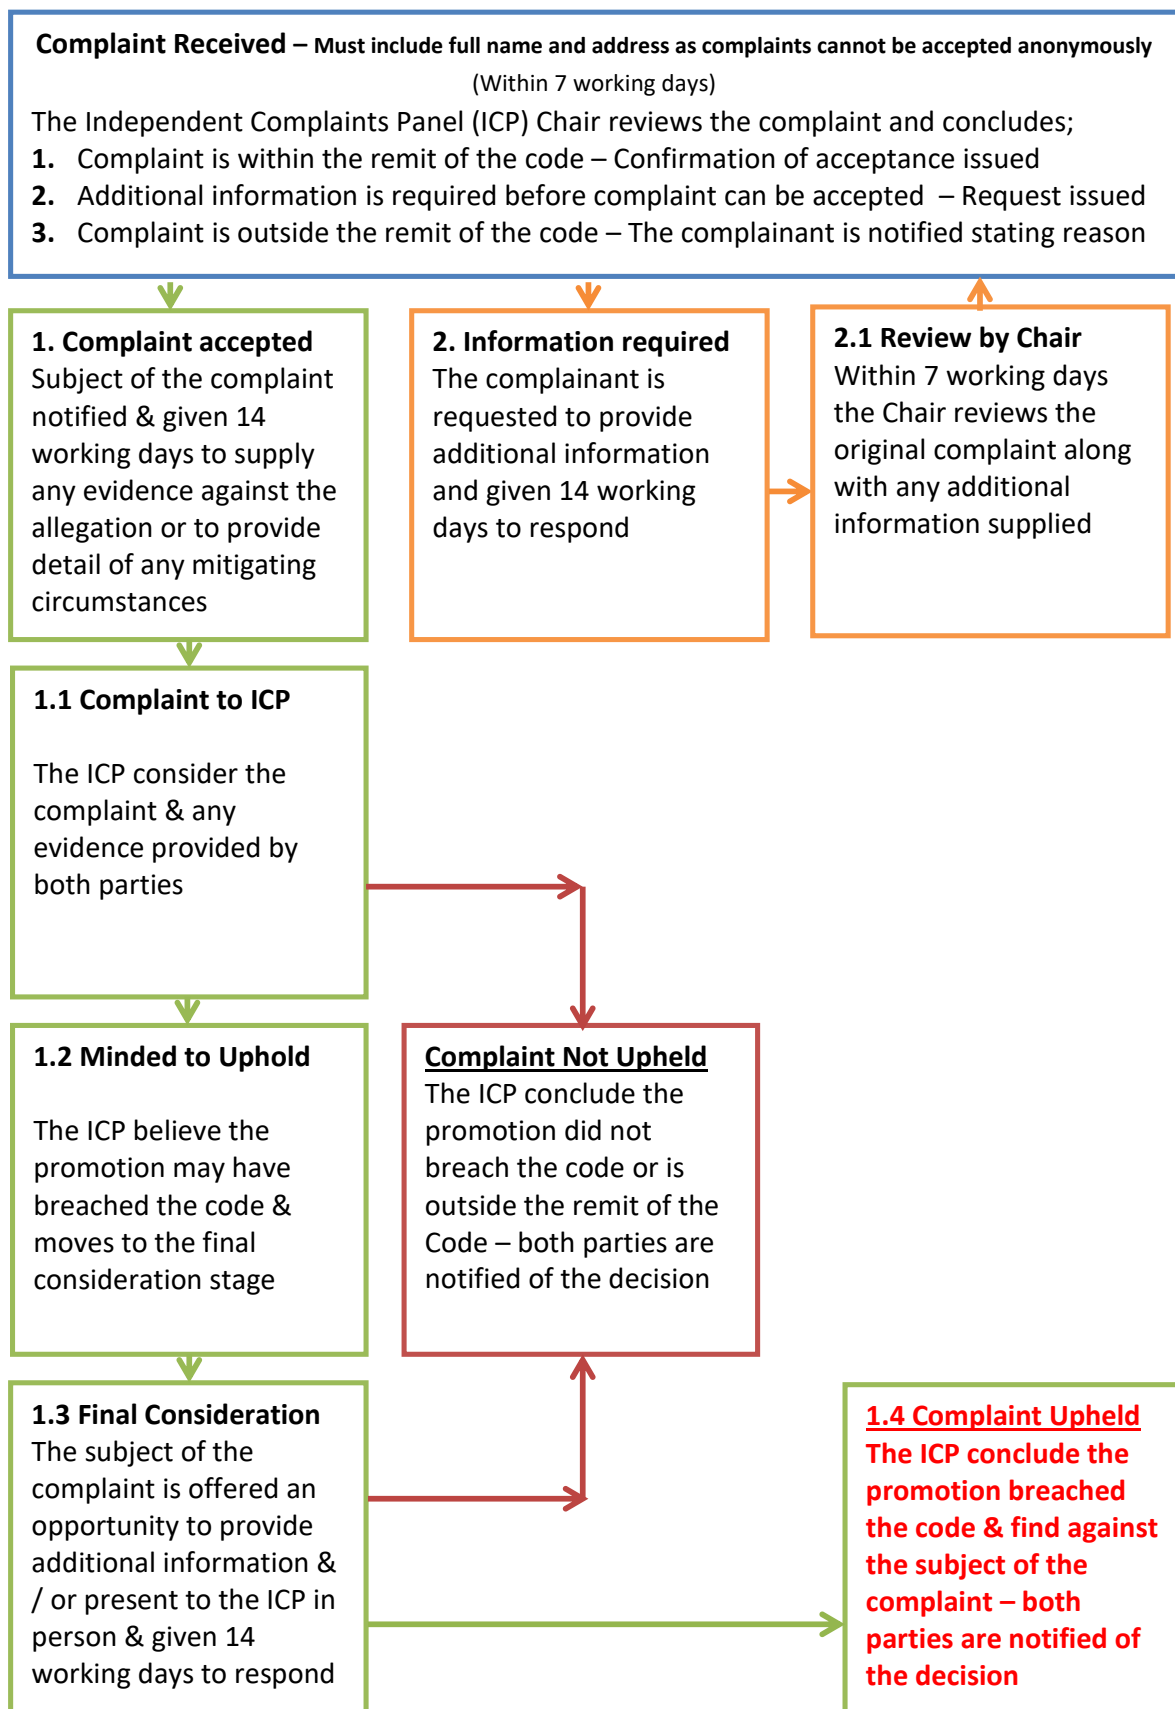 Complaint Received – Must include full name and address as complaints cannot be accepted anonymously
(Within 7 working days)
The Independent Complaints Panel (ICP) Chair reviews the complaint and concludes;
1. Complaint is within the remit of the code – Confirmation of acceptance issued
2. Additional information is required before complaint can be accepted – Request issued
3. Complaint is outside the remit of the code – The complainant is notified stating reason
1. Complaint accepted
Subject of the complaint
notified & given 14
working days to supply
any evidence against the
allegation or to provide
detail of any mitigating
circumstances
2. Information required
The complainant is
requested to provide
additional information
and given 14 working
days to respond
2.1 Review by Chair
Within 7 working days
the Chair reviews the
original complaint along
with any additional
information supplied
1.1 Complaint to ICP
The ICP consider the
complaint & any
evidence provided by
both parties
1.2 Minded to Uphold
The ICP believe the
promotion may have
breached the code &
moves to the final
consideration stage
Complaint Not Upheld
The ICP conclude the
promotion did not
breach the code or is
outside the remit of the
Code – both parties are
notified of the decision
1.3 Final Consideration
The subject of the
complaint is offered an
opportunity to provide
additional information &
/ or present to the ICP in
person & given 14
working days to respond
1.4 Complaint Upheld
The ICP conclude the
promotion breached
the code & find against
the subject of the
complaint – both
parties are notified of
the decision